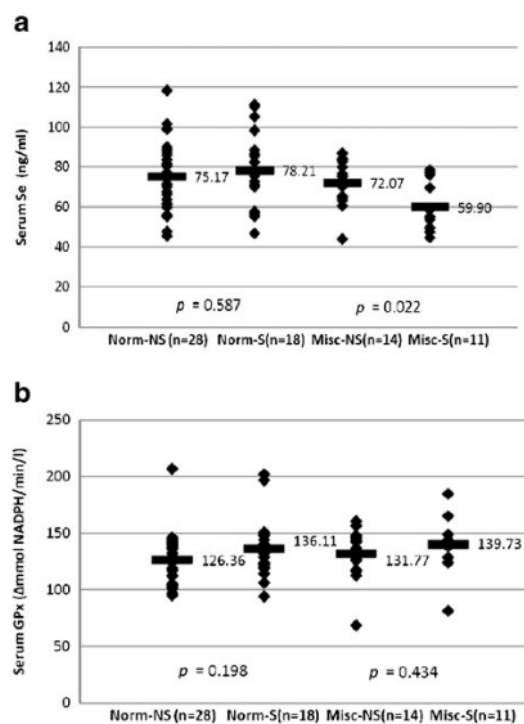 a
140
120
100
80
60
40
20
0
Serum Se (ng/ml)
75.17
78.21
72.07
59.90
p = 0.587
p = 0.022
Norm-NS(n=28) Norm-S(n=18) Misc-NS(n=14) Misc-S(n=11)
b
250
200
150
100
50
0
Serum GPx (Δmmol NADPH/min/l)
126.36
136.11
131.77
139.73
p = 0.198
p = 0.434
Norm-NS(n=28) Norm-S(n=18) Misc-NS(n=14) Misc-S(n=11)